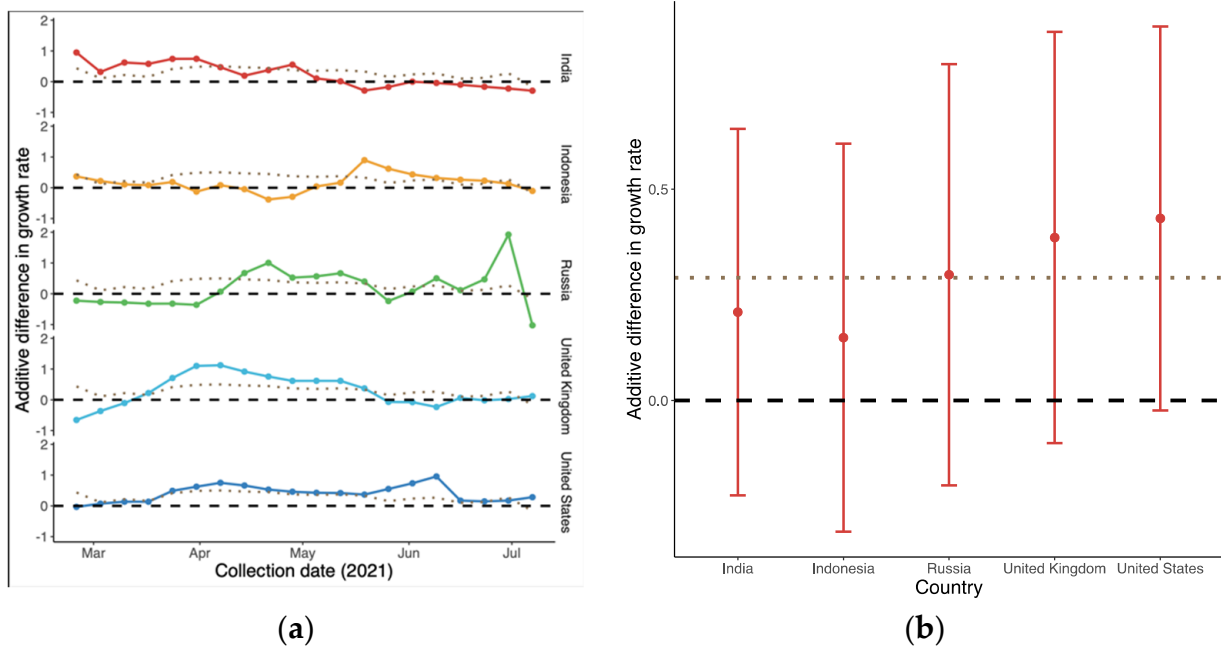 Additive difference in growth rate
2
1
0
-1
India
2
1
0
-1
Indonesia
2
1
0
-1
Russia
2
1
0
-1
United Kingdom
2
1
0
-1
United States
Mar Apr May Jun Jul
Collection date (2021)
(a)
Additive difference in growth rate
0.5
0.0
India Indonesia Russia United Kingdom United States
Country
(b)